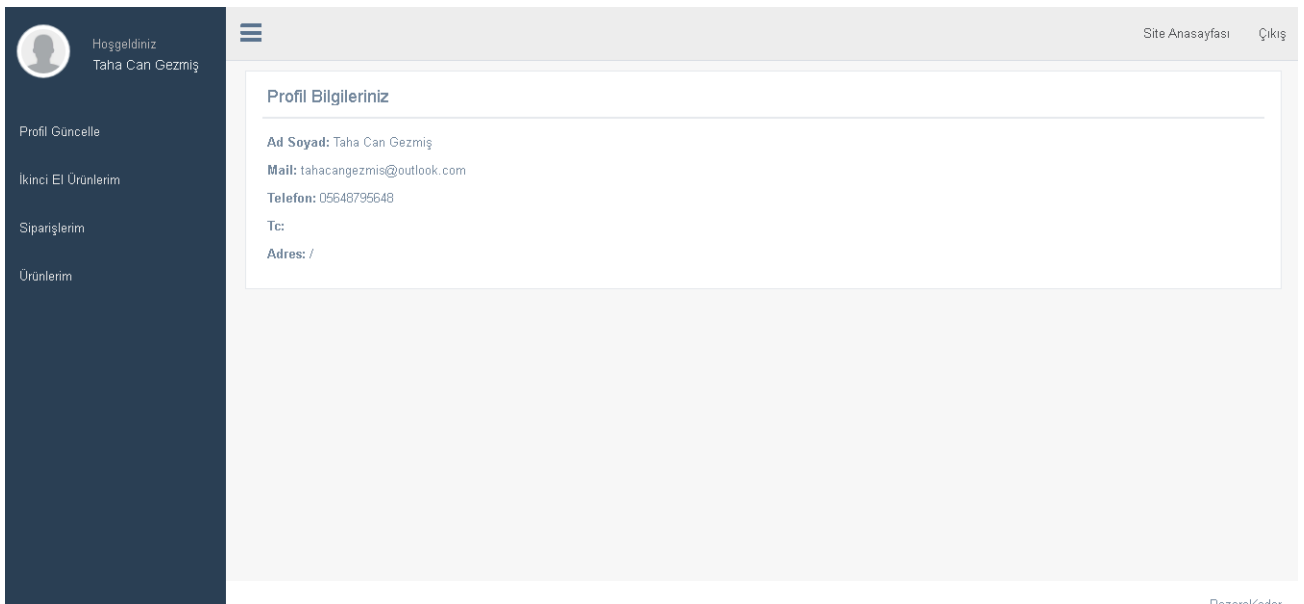 Hoşgeldiniz
Taha Can Gezmiş
Profil Güncelle
İkinci El Ürünlerim
Siparişlerim
Ürünlerim
Site Anasayfası Çıkış
Profil Bilgileriniz
Ad Soyad: Taha Can Gezmiş
Mail: tahacangezmis@outlook.com
Telefon: 05648795648
Tc:
Adres: /